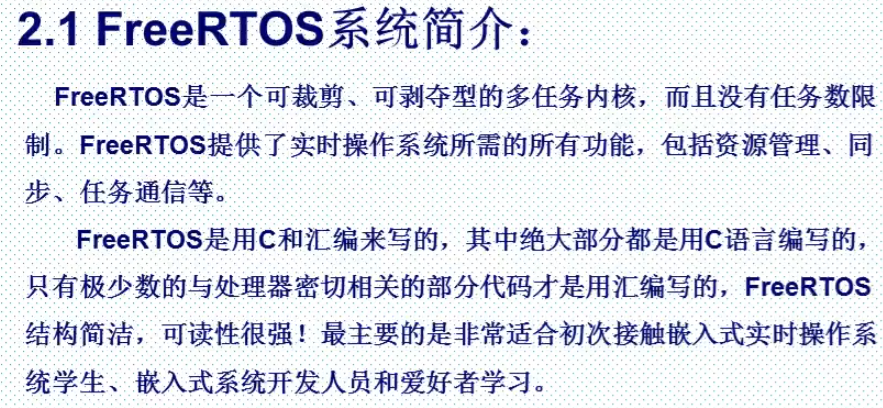 2.1 FreeRTOS系统简介：
FreeRTOS是一个可裁剪、可剥夺型的多任务内核，而且没有任务数限
制。FreeRTOS提供了实时操作系统所需的所有功能，包括资源管理、同
步、任务通信等。
FreeRTOS是用C和汇编来写的，其中绝大部分都是用C语言编写的，
只有极少数的与处理器密切相关的部分代码才是用汇编写的，FreeRTOS
结构简洁，可读性很强！最主要的是非常适合初次接触嵌入式实时操作系
统学生、嵌入式系统开发人员和爱好者学习。